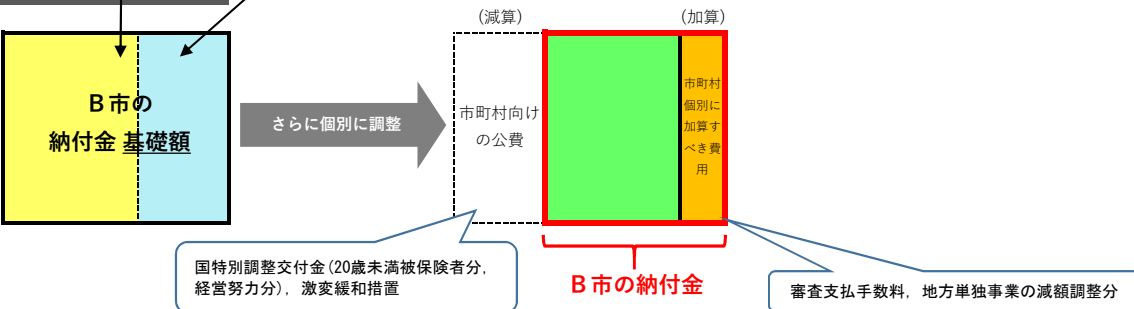 (減算)
(加算)
B市の
納付金 基礎額
さらに個別に調整
市町村向け
の公費
市町村
個別に
加算す
べき費
用
国特別調整交付金(20歳未満被保険者分,
経営努力分),激変緩和措置
B市の納付金
審査支払手数料,地方単独事業の減額調整分